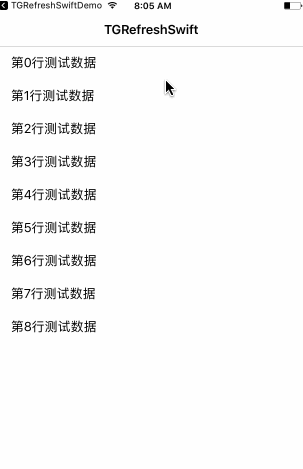 TGRefreshSwiftDemo 8:05 AM
TGRefreshSwift
第0行测试数据
第1行测试数据
第2行测试数据
第3行测试数据
第4行测试数据
第5行测试数据
第6行测试数据
第7行测试数据
第8行测试数据